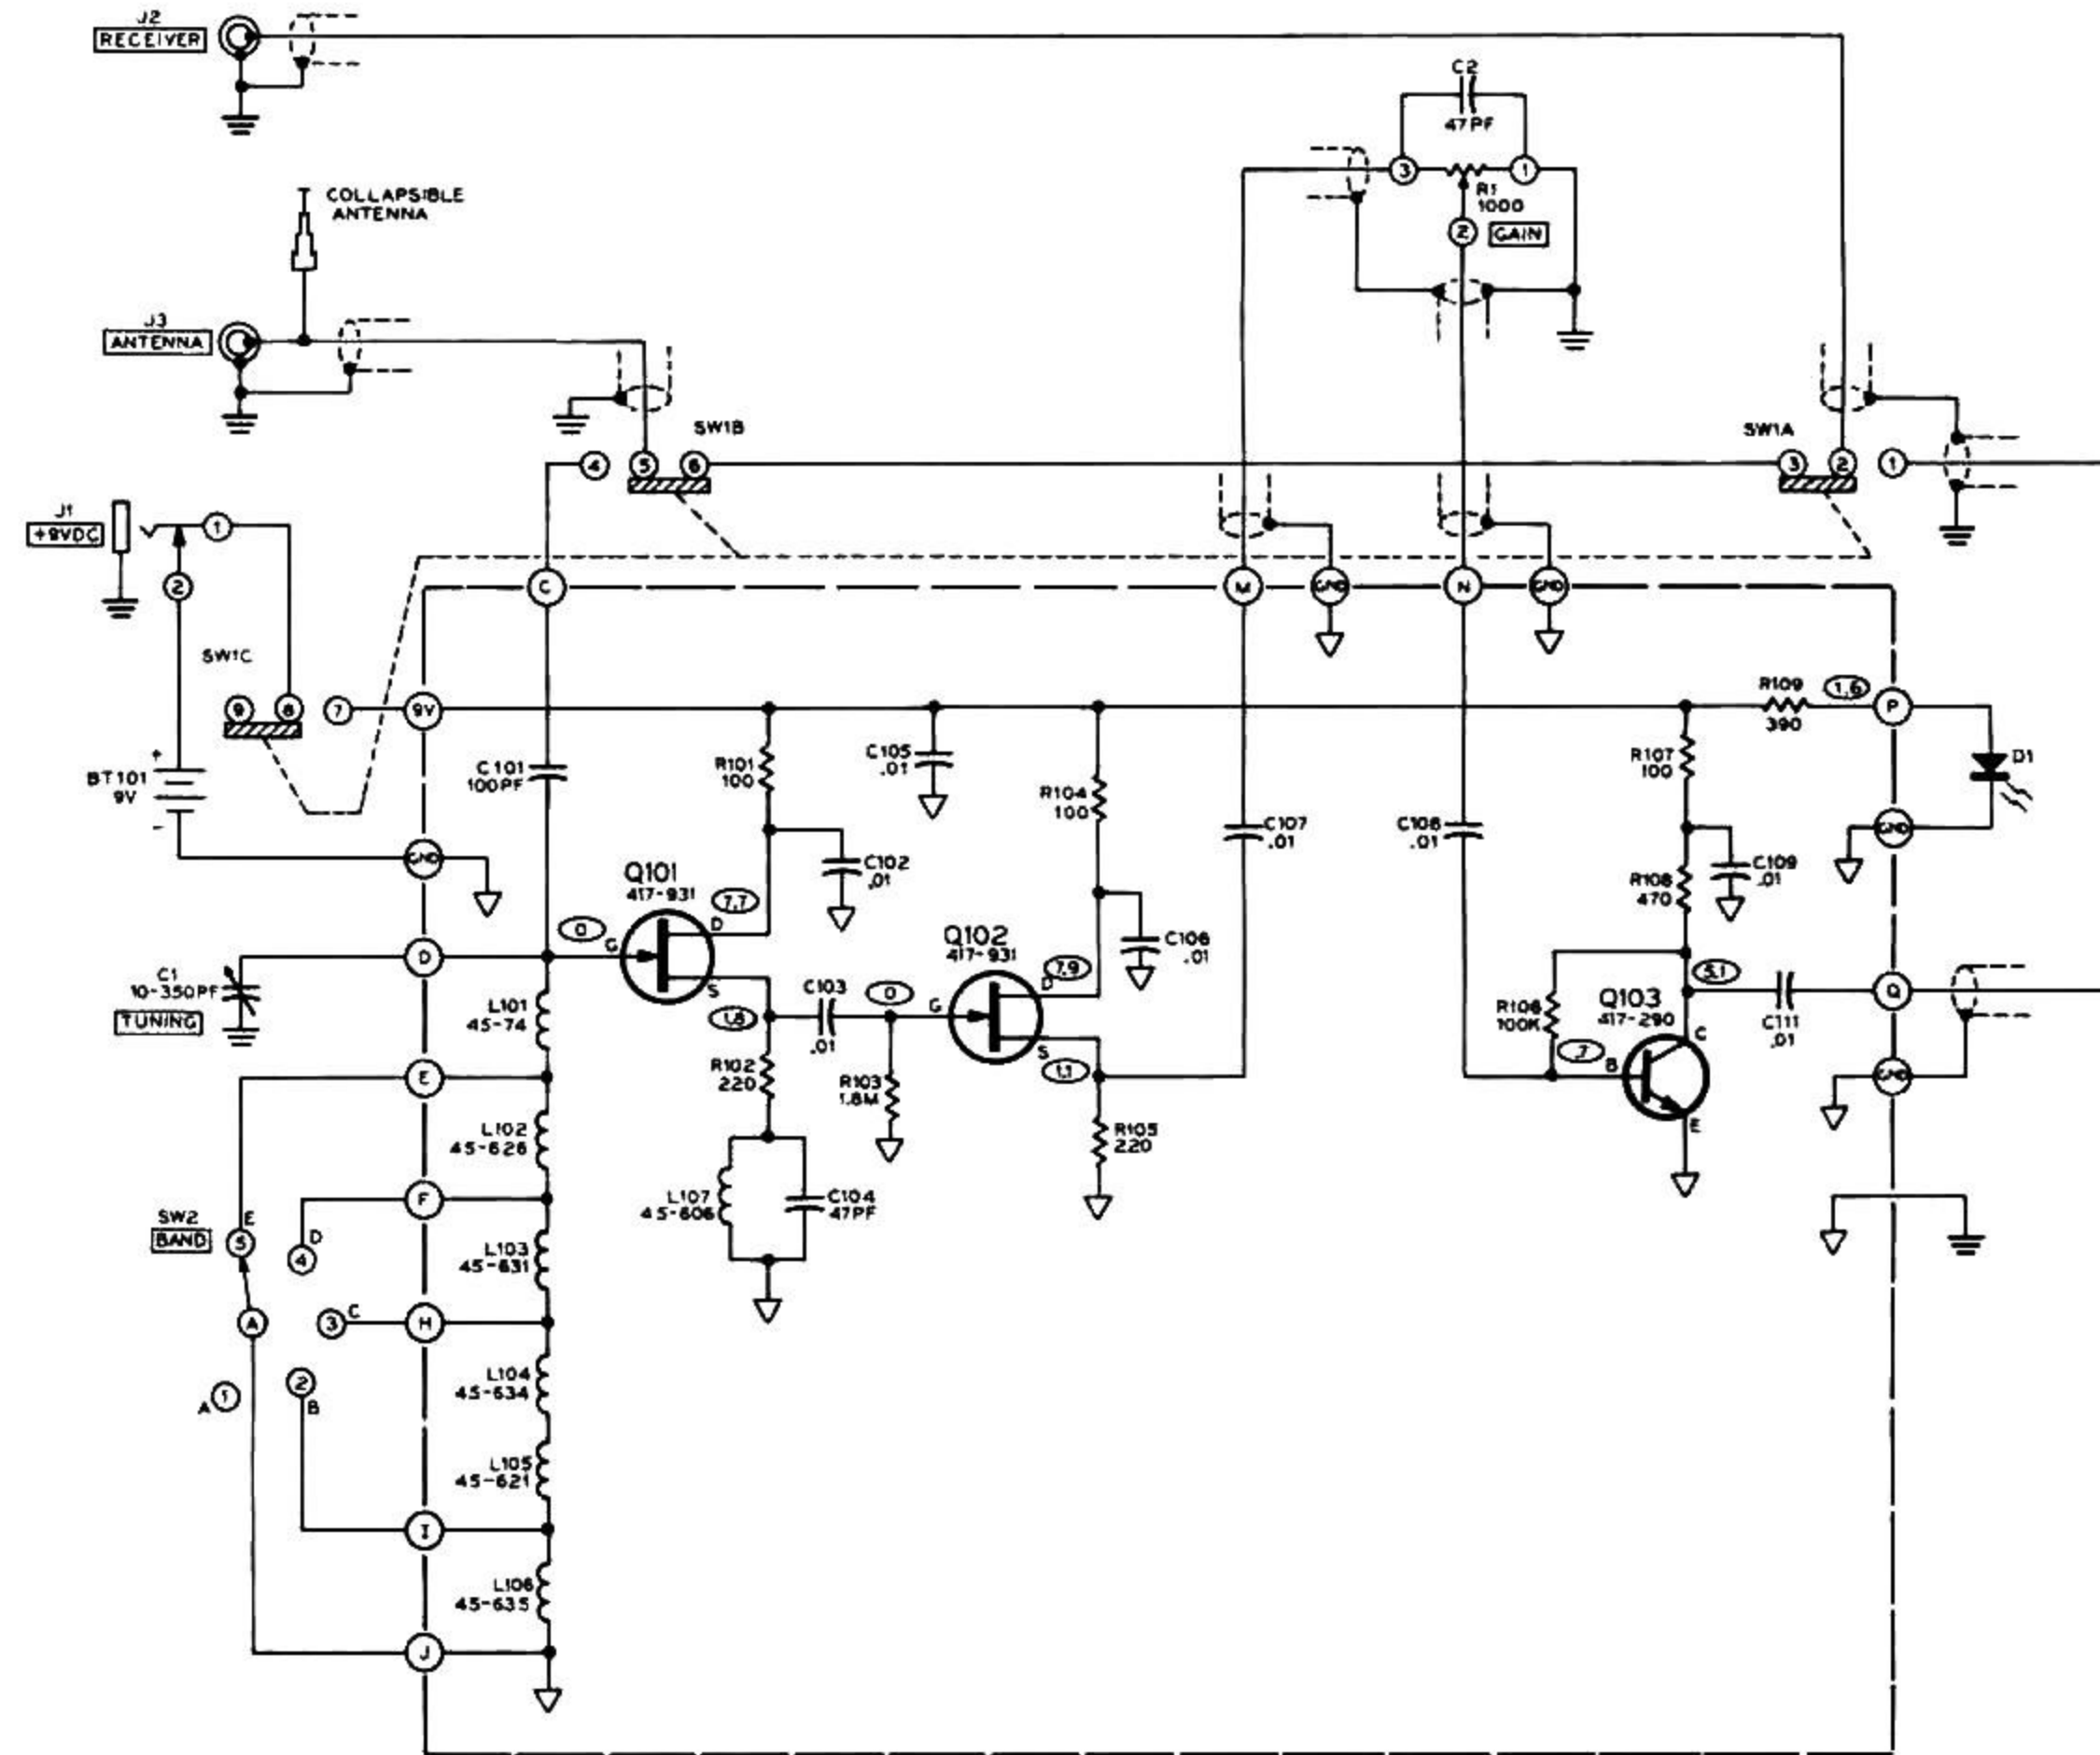 J2
RECEIVER
C2
47PF
3
1
R1
1000
2
GAIN
COLLAPSIBLE
ANTENNA
J3
ANTENNA
SW1B
4
5
6
SW1A
3
2
1
J1
+9VDC
1
2
C
M
GND
N
GND
SW1C
9
8
7
9V
R109
390
1.6
P
D1
GND
BT101
9V
+
-
C101
100PF
R101
100
C105
.01
R104
100
C107
.01
C108
.01
R107
100
R108
470
C109
.01
GND
Q101
417-931
7.7
C102
.01
0
G
D
S
Q102
417-931
7.9
C106
.01
D
C1
10-350PF
TUNING
L101
45-74
1.8
C103
.01
0
G
D
S
1.1
5.1
Q103
417-290
R106
100K
.7
B
C
E
C111
.01
Q
GND
E
R102
220
R103
1.8M
R105
220
L102
45-626
F
L107
45-606
C104
47PF
SW2
BAND
E
5
D
4
L103
45-631
A
3
C
H
A
1
2
B
L104
45-634
L105
45-621
I
L106
45-635
J